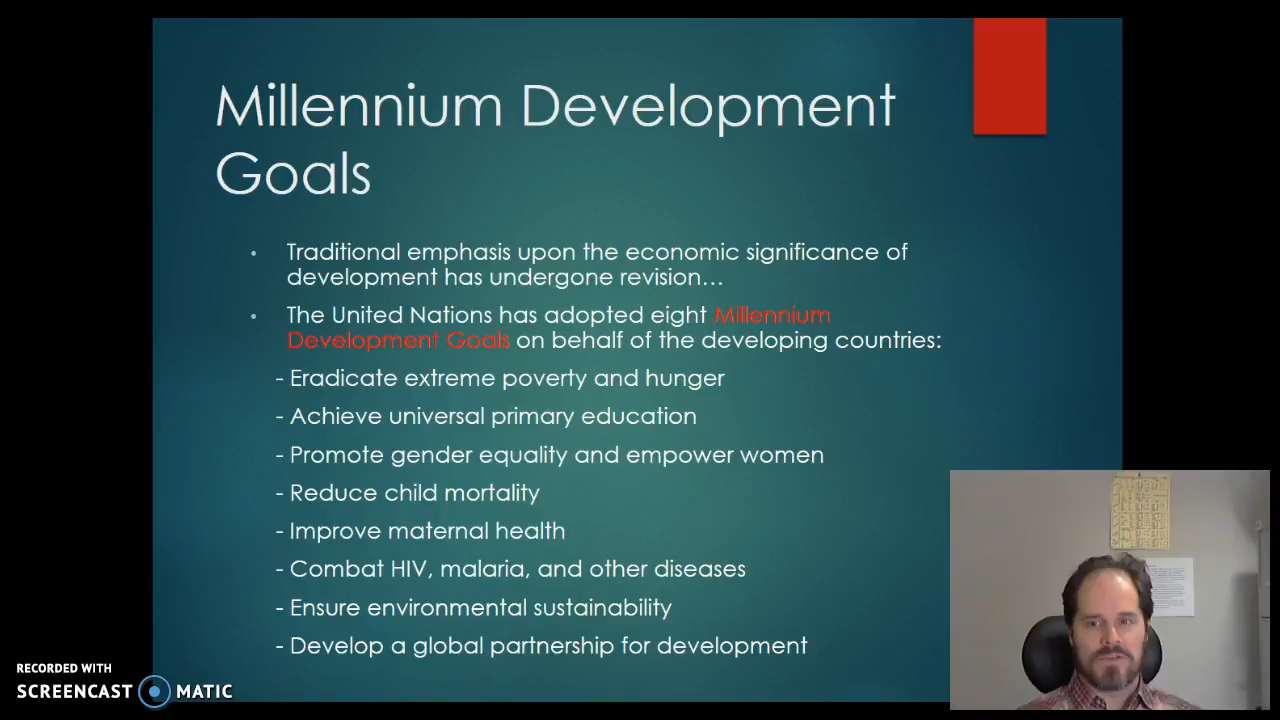 Millennium Development
Goals
• Traditional emphasis upon the economic significance of
development has undergone revision…
• The United Nations has adopted eight Millennium
Development Goals on behalf of the developing countries:
- Eradicate extreme poverty and hunger
- Achieve universal primary education
- Promote gender equality and empower women
- Reduce child mortality
- Improve maternal health
- Combat HIV, malaria, and other diseases
- Ensure environmental sustainability
- Develop a global partnership for development
RECORDED WITH
SCREENCAST MATIC